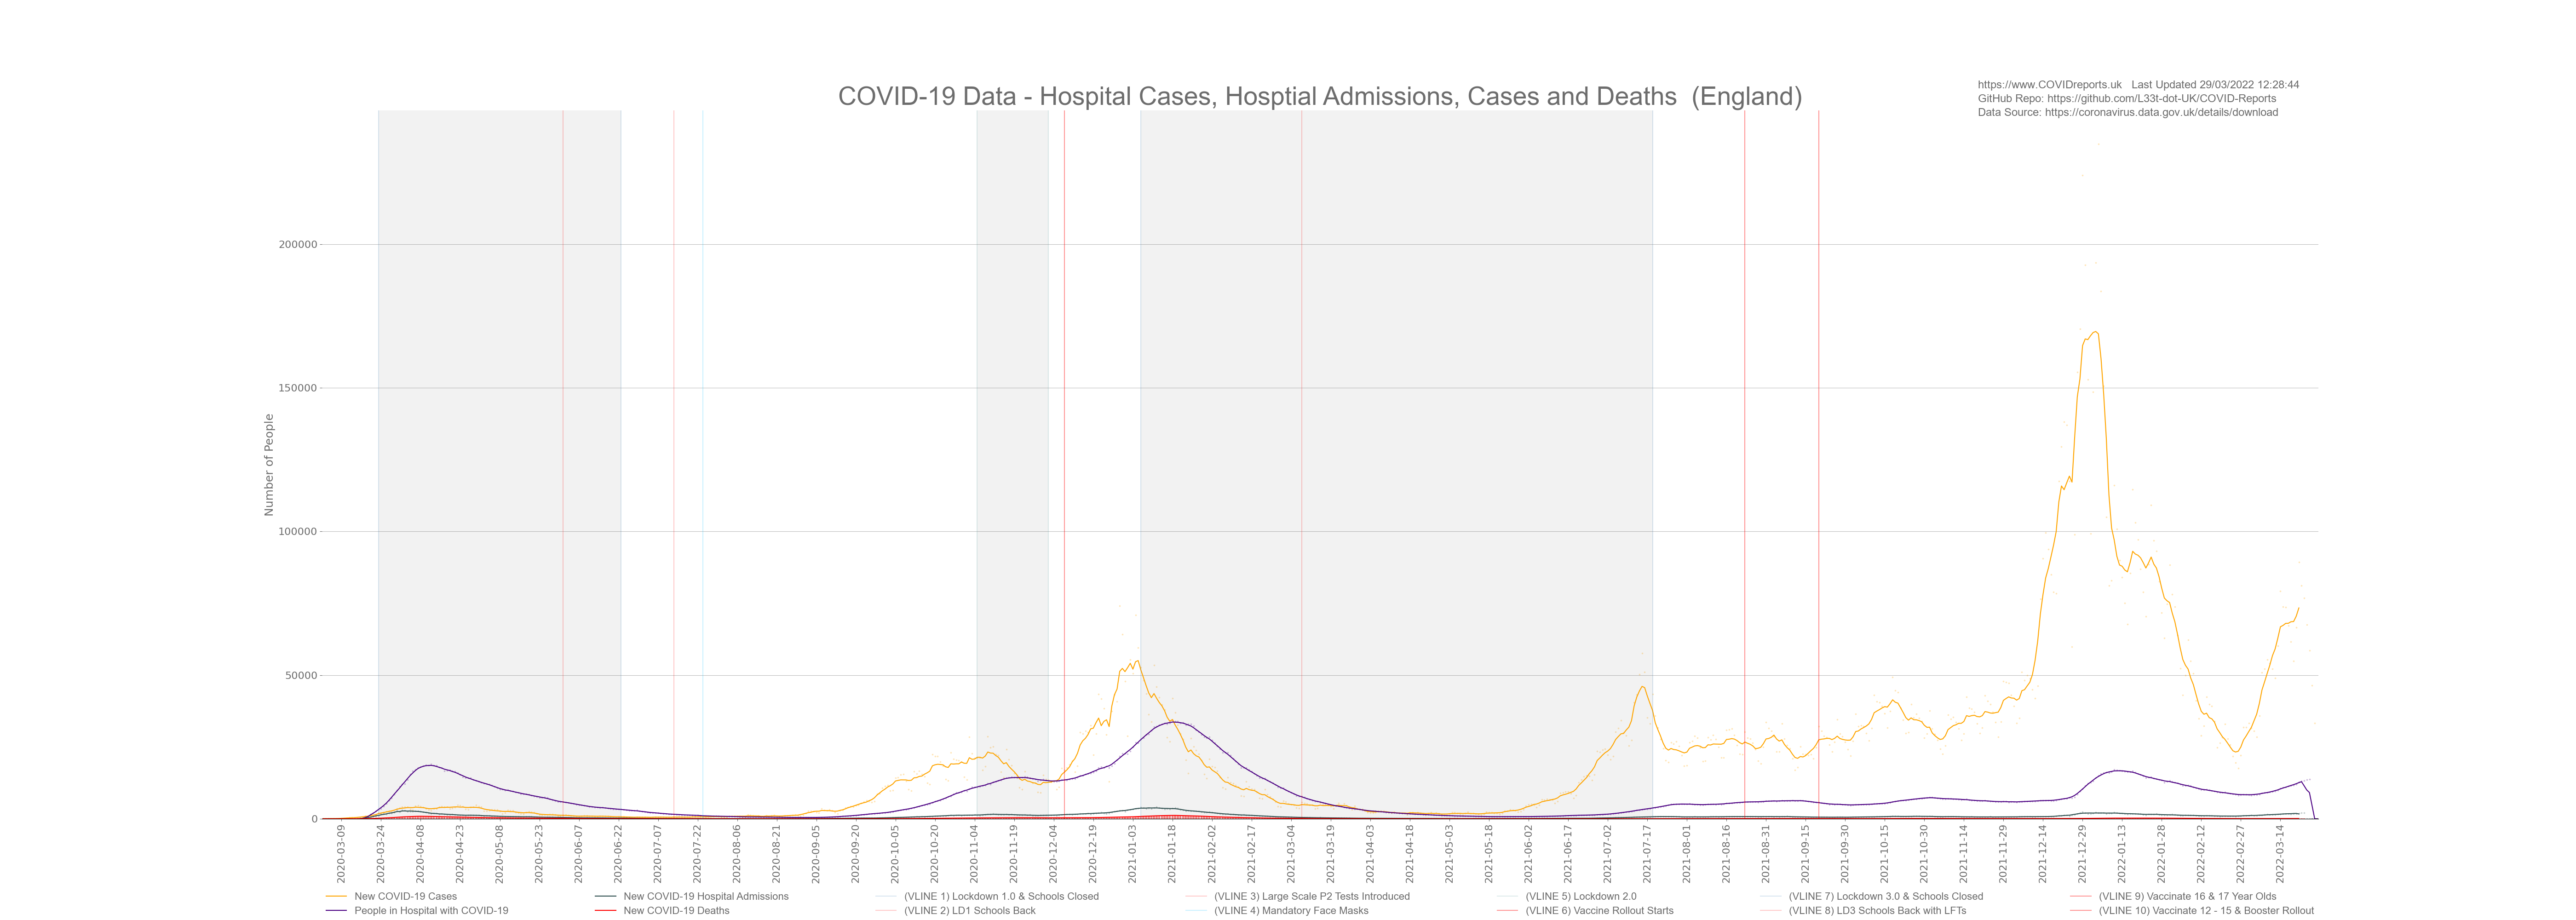 COVID-19 Data - Hospital Cases, Hosptial Admissions, Cases and Deaths  (England)
https://www.COVIDreports.uk   Last Updated 29/03/2022 12:28:44
GitHub Repo: https://github.com/L33t-dot-UK/COVID-Reports
Data Source: https://coronavirus.data.gov.uk/details/download
Number of People
200000
150000
100000
50000
0
2020-03-09
2020-03-24
2020-04-08
2020-04-23
2020-05-08
2020-05-23
2020-06-07
2020-06-22
2020-07-07
2020-07-22
2020-08-06
2020-08-21
2020-09-05
2020-09-20
2020-10-05
2020-10-20
2020-11-04
2020-11-19
2020-12-04
2020-12-19
2021-01-03
2021-01-18
2021-02-02
2021-02-17
2021-03-04
2021-03-19
2021-04-03
2021-04-18
2021-05-03
2021-05-18
2021-06-02
2021-06-17
2021-07-02
2021-07-17
2021-08-01
2021-08-16
2021-08-31
2021-09-15
2021-09-30
2021-10-15
2021-10-30
2021-11-14
2021-11-29
2021-12-14
2021-12-29
2022-01-13
2022-01-28
2022-02-12
2022-02-27
2022-03-14
New COVID-19 Cases
People in Hospital with COVID-19
New COVID-19 Hospital Admissions
New COVID-19 Deaths
(VLINE 1) Lockdown 1.0 & Schools Closed
(VLINE 2) LD1 Schools Back
(VLINE 3) Large Scale P2 Tests Introduced
(VLINE 4) Mandatory Face Masks
(VLINE 5) Lockdown 2.0
(VLINE 6) Vaccine Rollout Starts
(VLINE 7) Lockdown 3.0 & Schools Closed
(VLINE 8) LD3 Schools Back with LFTs
(VLINE 9) Vaccinate 16 & 17 Year Olds
(VLINE 10) Vaccinate 12 - 15 & Booster Rollout